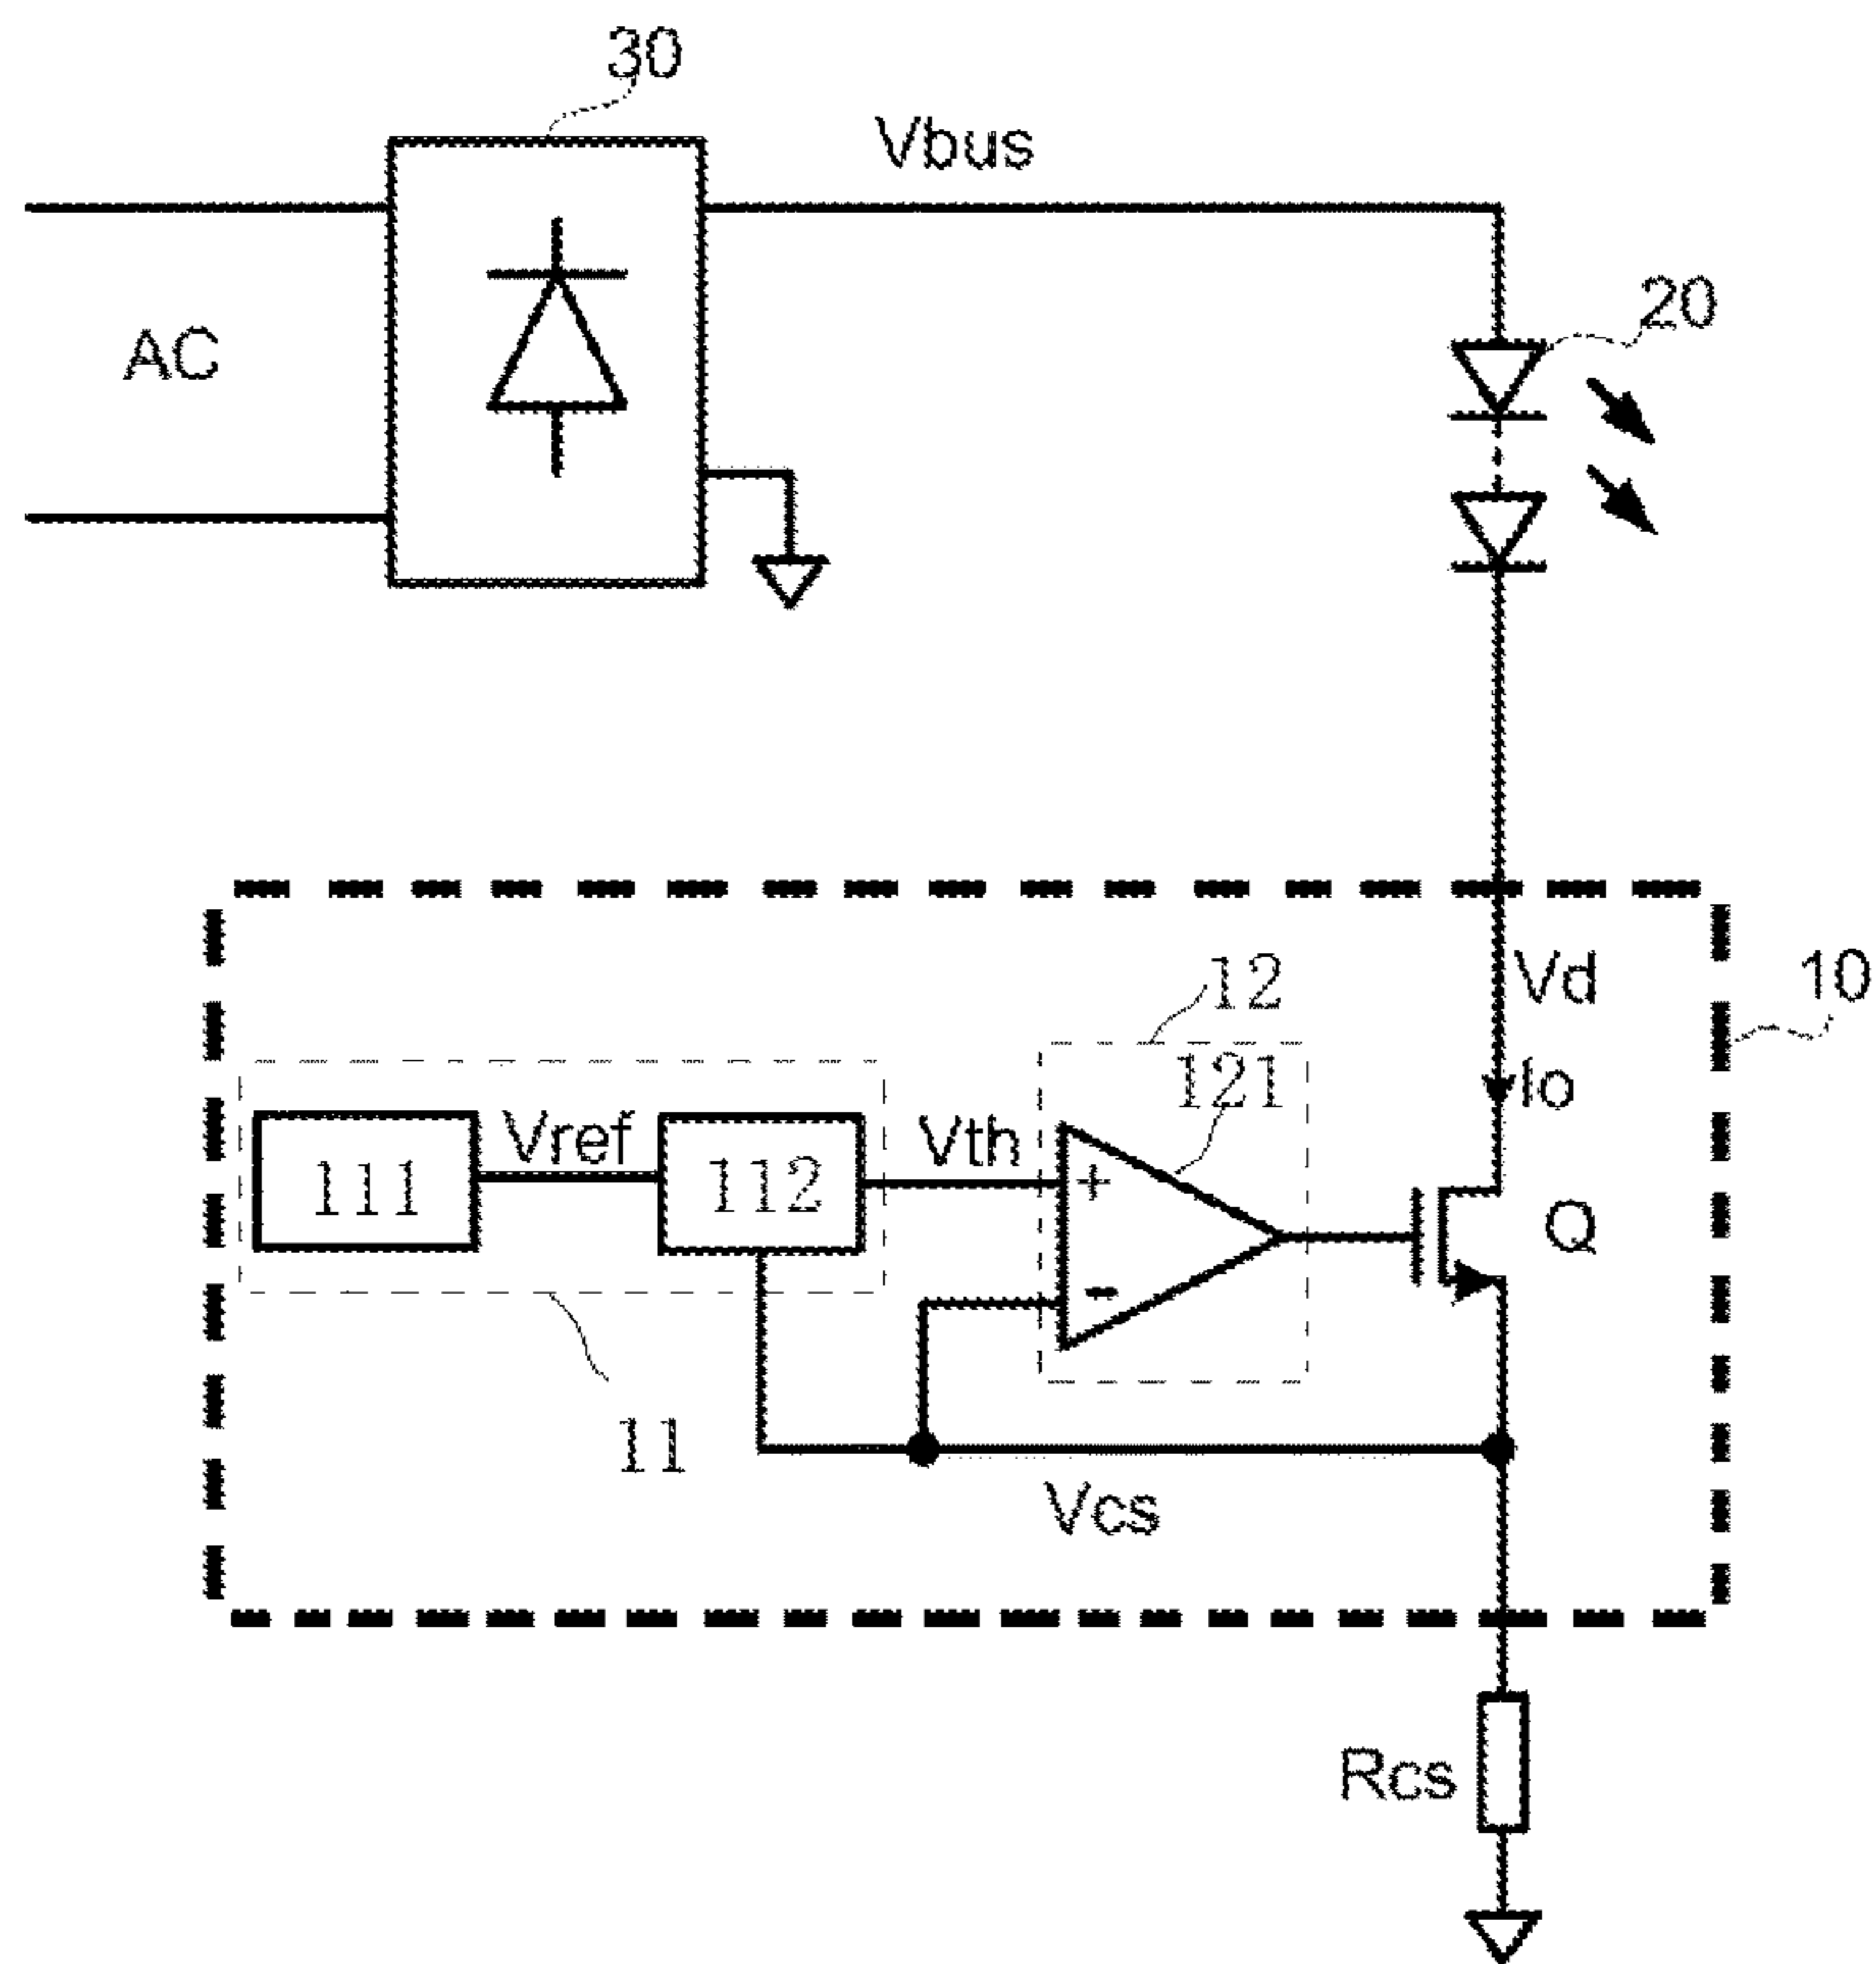 30
Vbus
20
AC
Vd
10
12
121
Io
Vref
Vth
111
112
+
Q
-
11
Vcs
Rcs